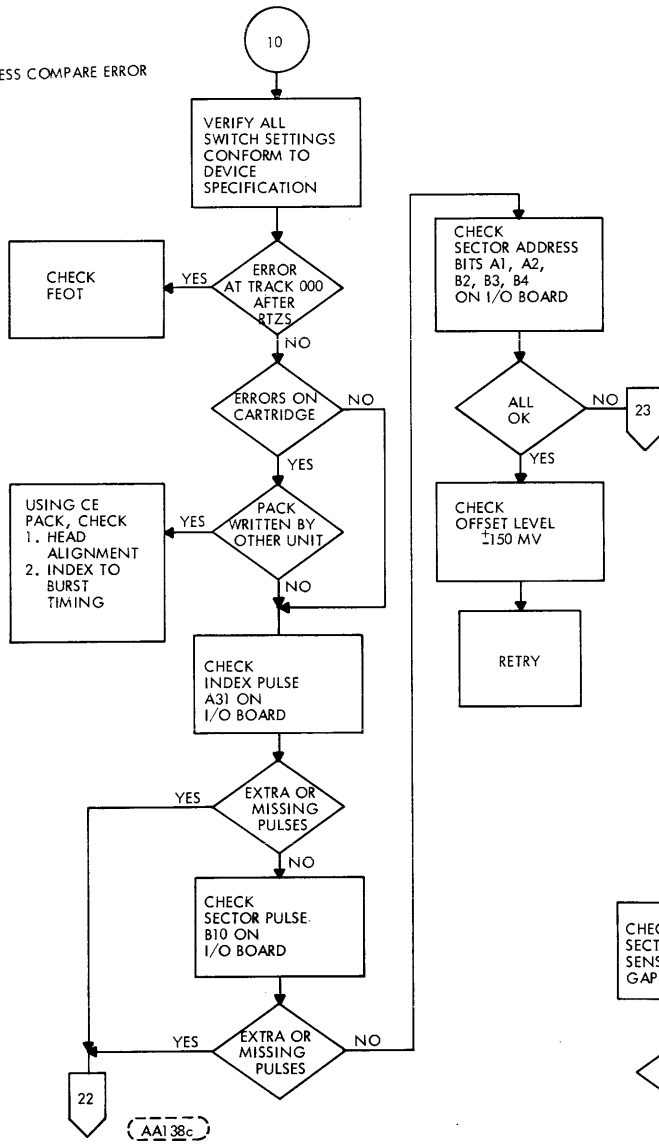 10
ESS COMPARE ERROR
VERIFY ALL
SWITCH SETTINGS
CONFORM TO
DEVICE
SPECIFICATION
ERROR
AT TRACK 000
AFTER
RTZS
YES
CHECK
FEOT
NO
ERRORS ON
CARTRIDGE
NO
YES
PACK
WRITTEN BY
OTHER UNIT
YES
USING CE
PACK, CHECK
1. HEAD
ALIGNMENT
2. INDEX TO
BURST
TIMING
NO
CHECK
INDEX PULSE
A31 ON
I/O BOARD
EXTRA OR
MISSING
PULSES
YES
NO
CHECK
SECTOR PULSE
B10 ON
I/O BOARD
EXTRA OR
MISSING
PULSES
YES
NO
22
AA138c
CHECK
SECTOR ADDRESS
BITS A1, A2,
B2, B3, B4
ON I/O BOARD
ALL
OK
NO
23
YES
CHECK
OFFSET LEVEL
±150 MV
RETRY
CHEC
SECT
SENS
GAP